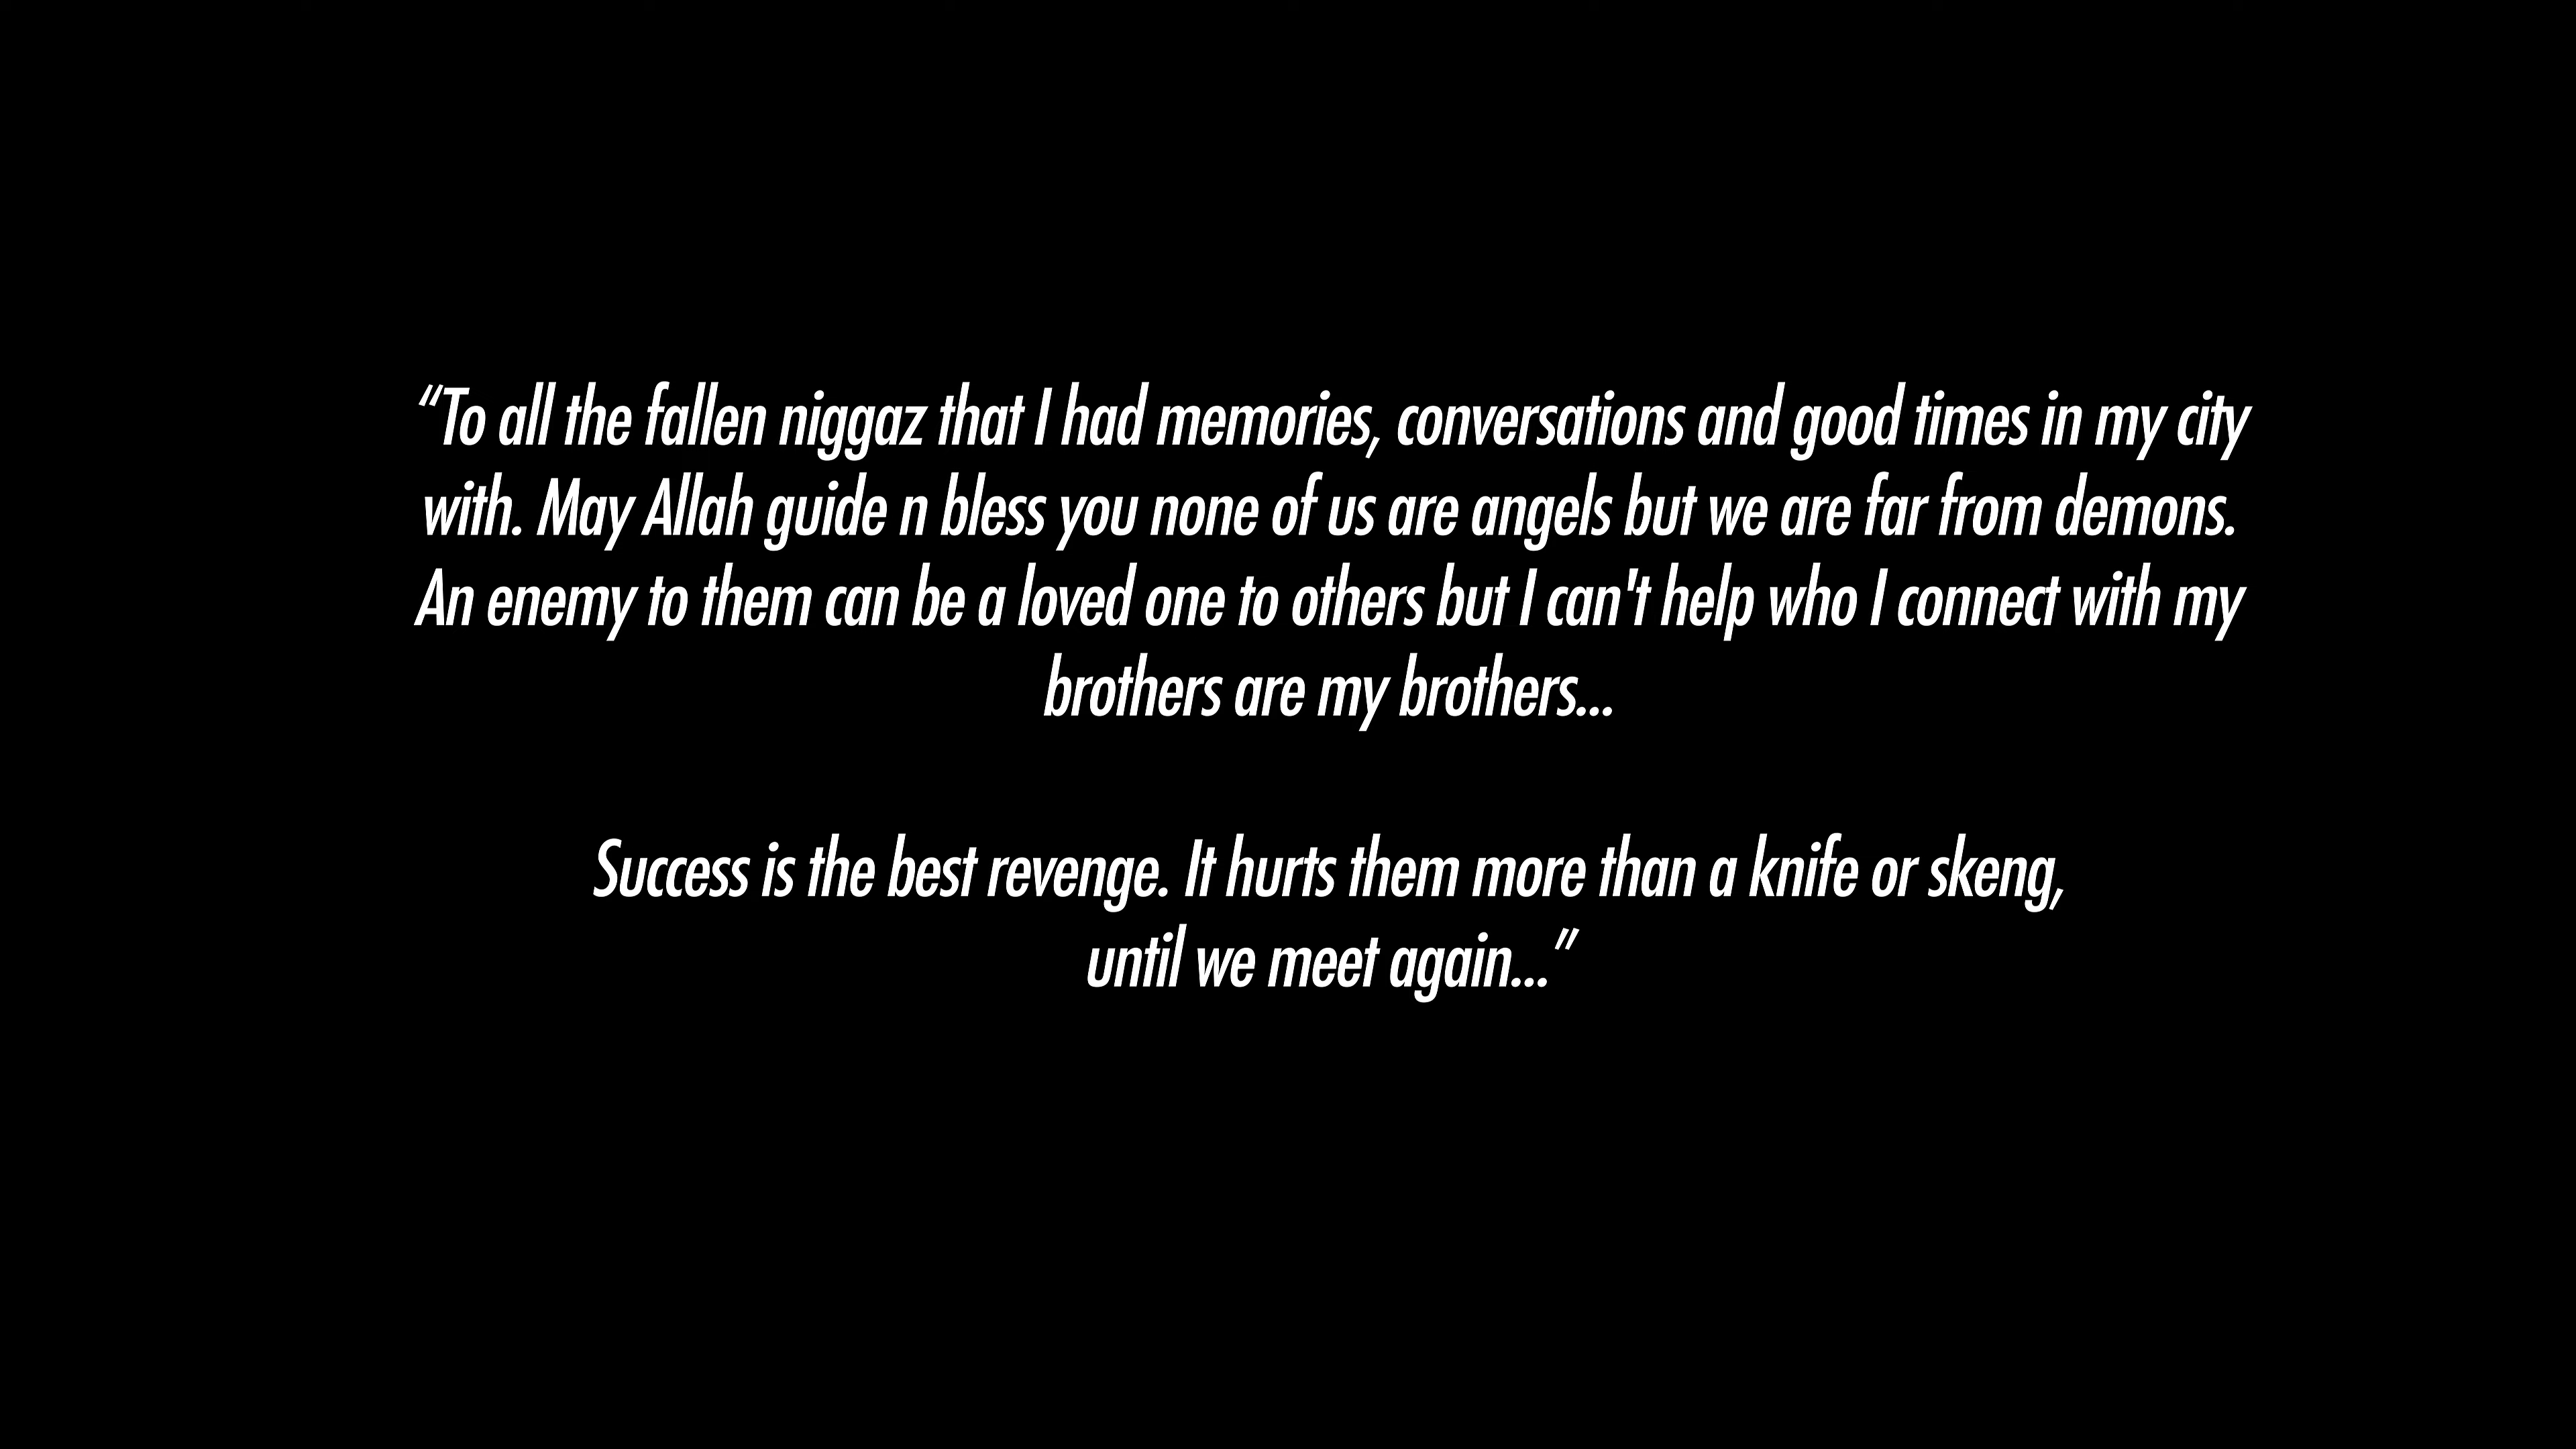 “To all the fallen niggaz that I had memories, conversations and good times in my city
with. May Allah guide n bless you none of us are angels but we are far from demons.
An enemy to them can be a loved one to others but I can't help who I connect with my
brothers are my brothers...
Success is the best revenge. It hurts them more than a knife or skeng,
until we meet again...”